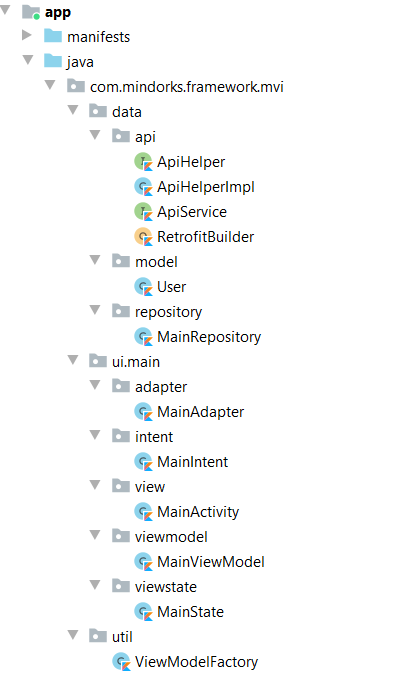 app
manifests
java
com.mindorks.framework.mvi
data
api
ApiHelper
ApiHelperImpl
ApiService
RetrofitBuilder
model
User
repository
MainRepository
ui.main
adapter
MainAdapter
intent
MainIntent
view
MainActivity
viewmodel
MainViewModel
viewstate
MainState
util
ViewModelFactory